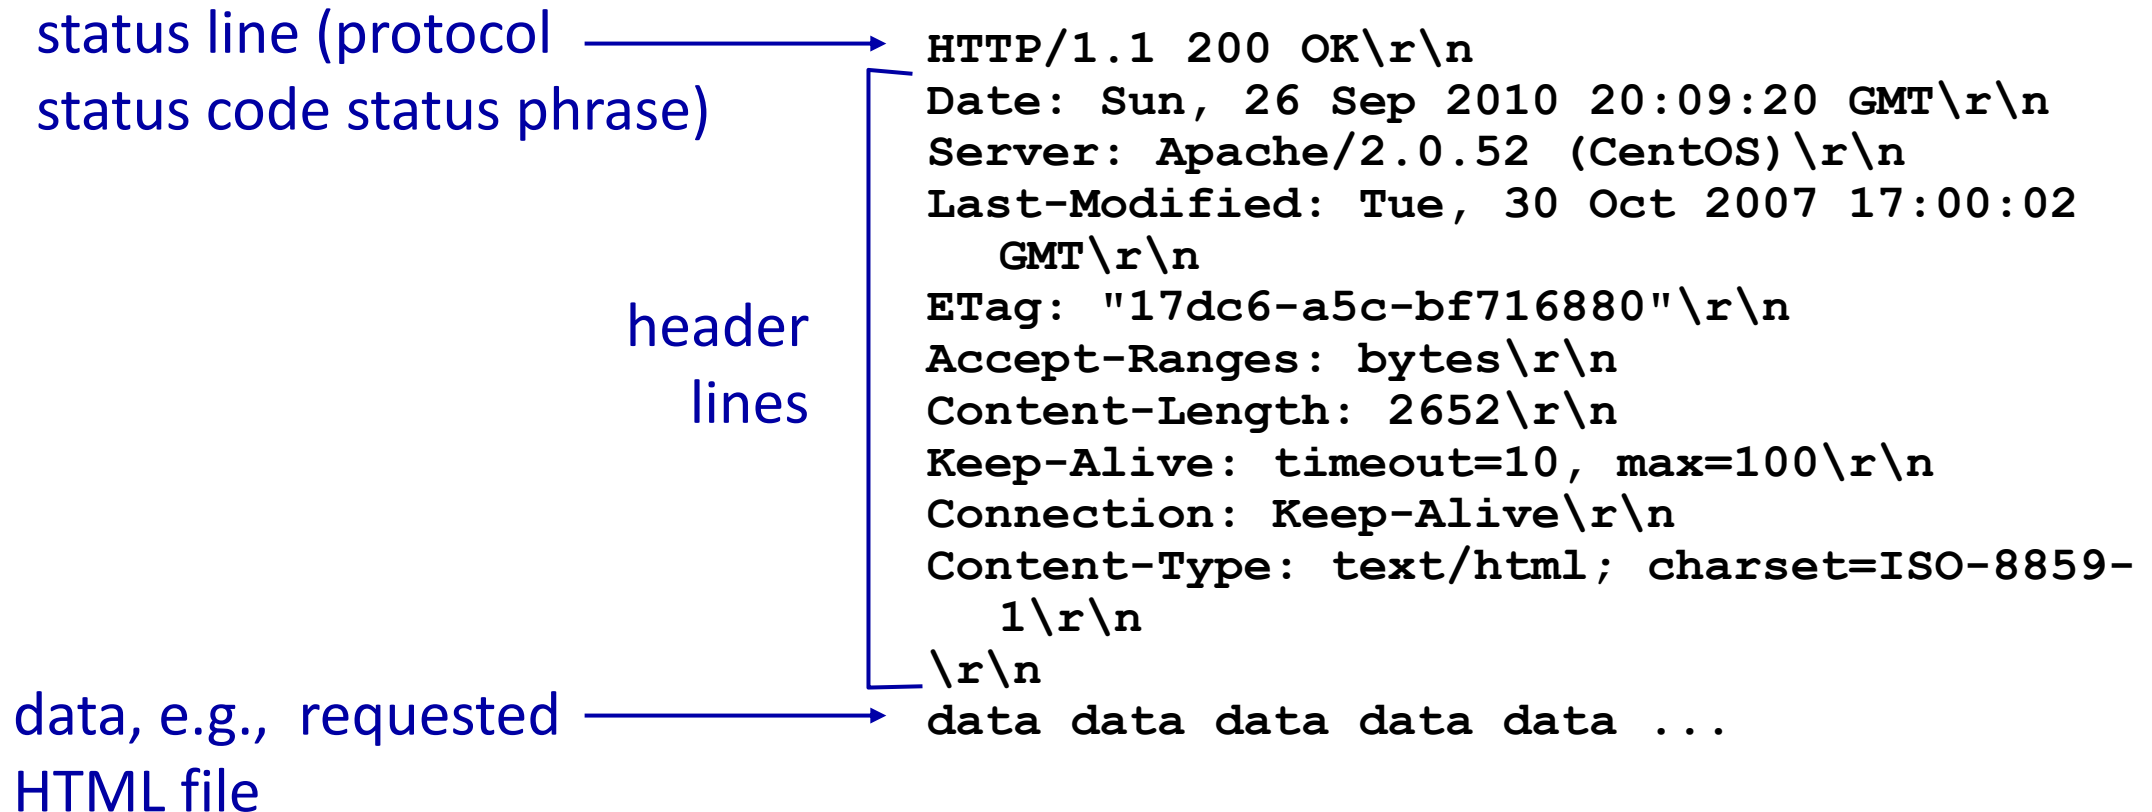 status line (protocol
status code status phrase)
header
lines
data, e.g., requested
HTML file
HTTP/1.1 200 OK\r\n
Date: Sun, 26 Sep 2010 20:09:20 GMT\r\n
Server: Apache/2.0.52 (CentOS)\r\n
Last-Modified: Tue, 30 Oct 2007 17:00:02
GMT\r\n
ETag: "17dc6-a5c-bf716880"\r\n
Accept-Ranges: bytes\r\n
Content-Length: 2652\r\n
Keep-Alive: timeout=10, max=100\r\n
Connection: Keep-Alive\r\n
Content-Type: text/html; charset=ISO-8859-
1\r\n
\r\n
data data data data data ...